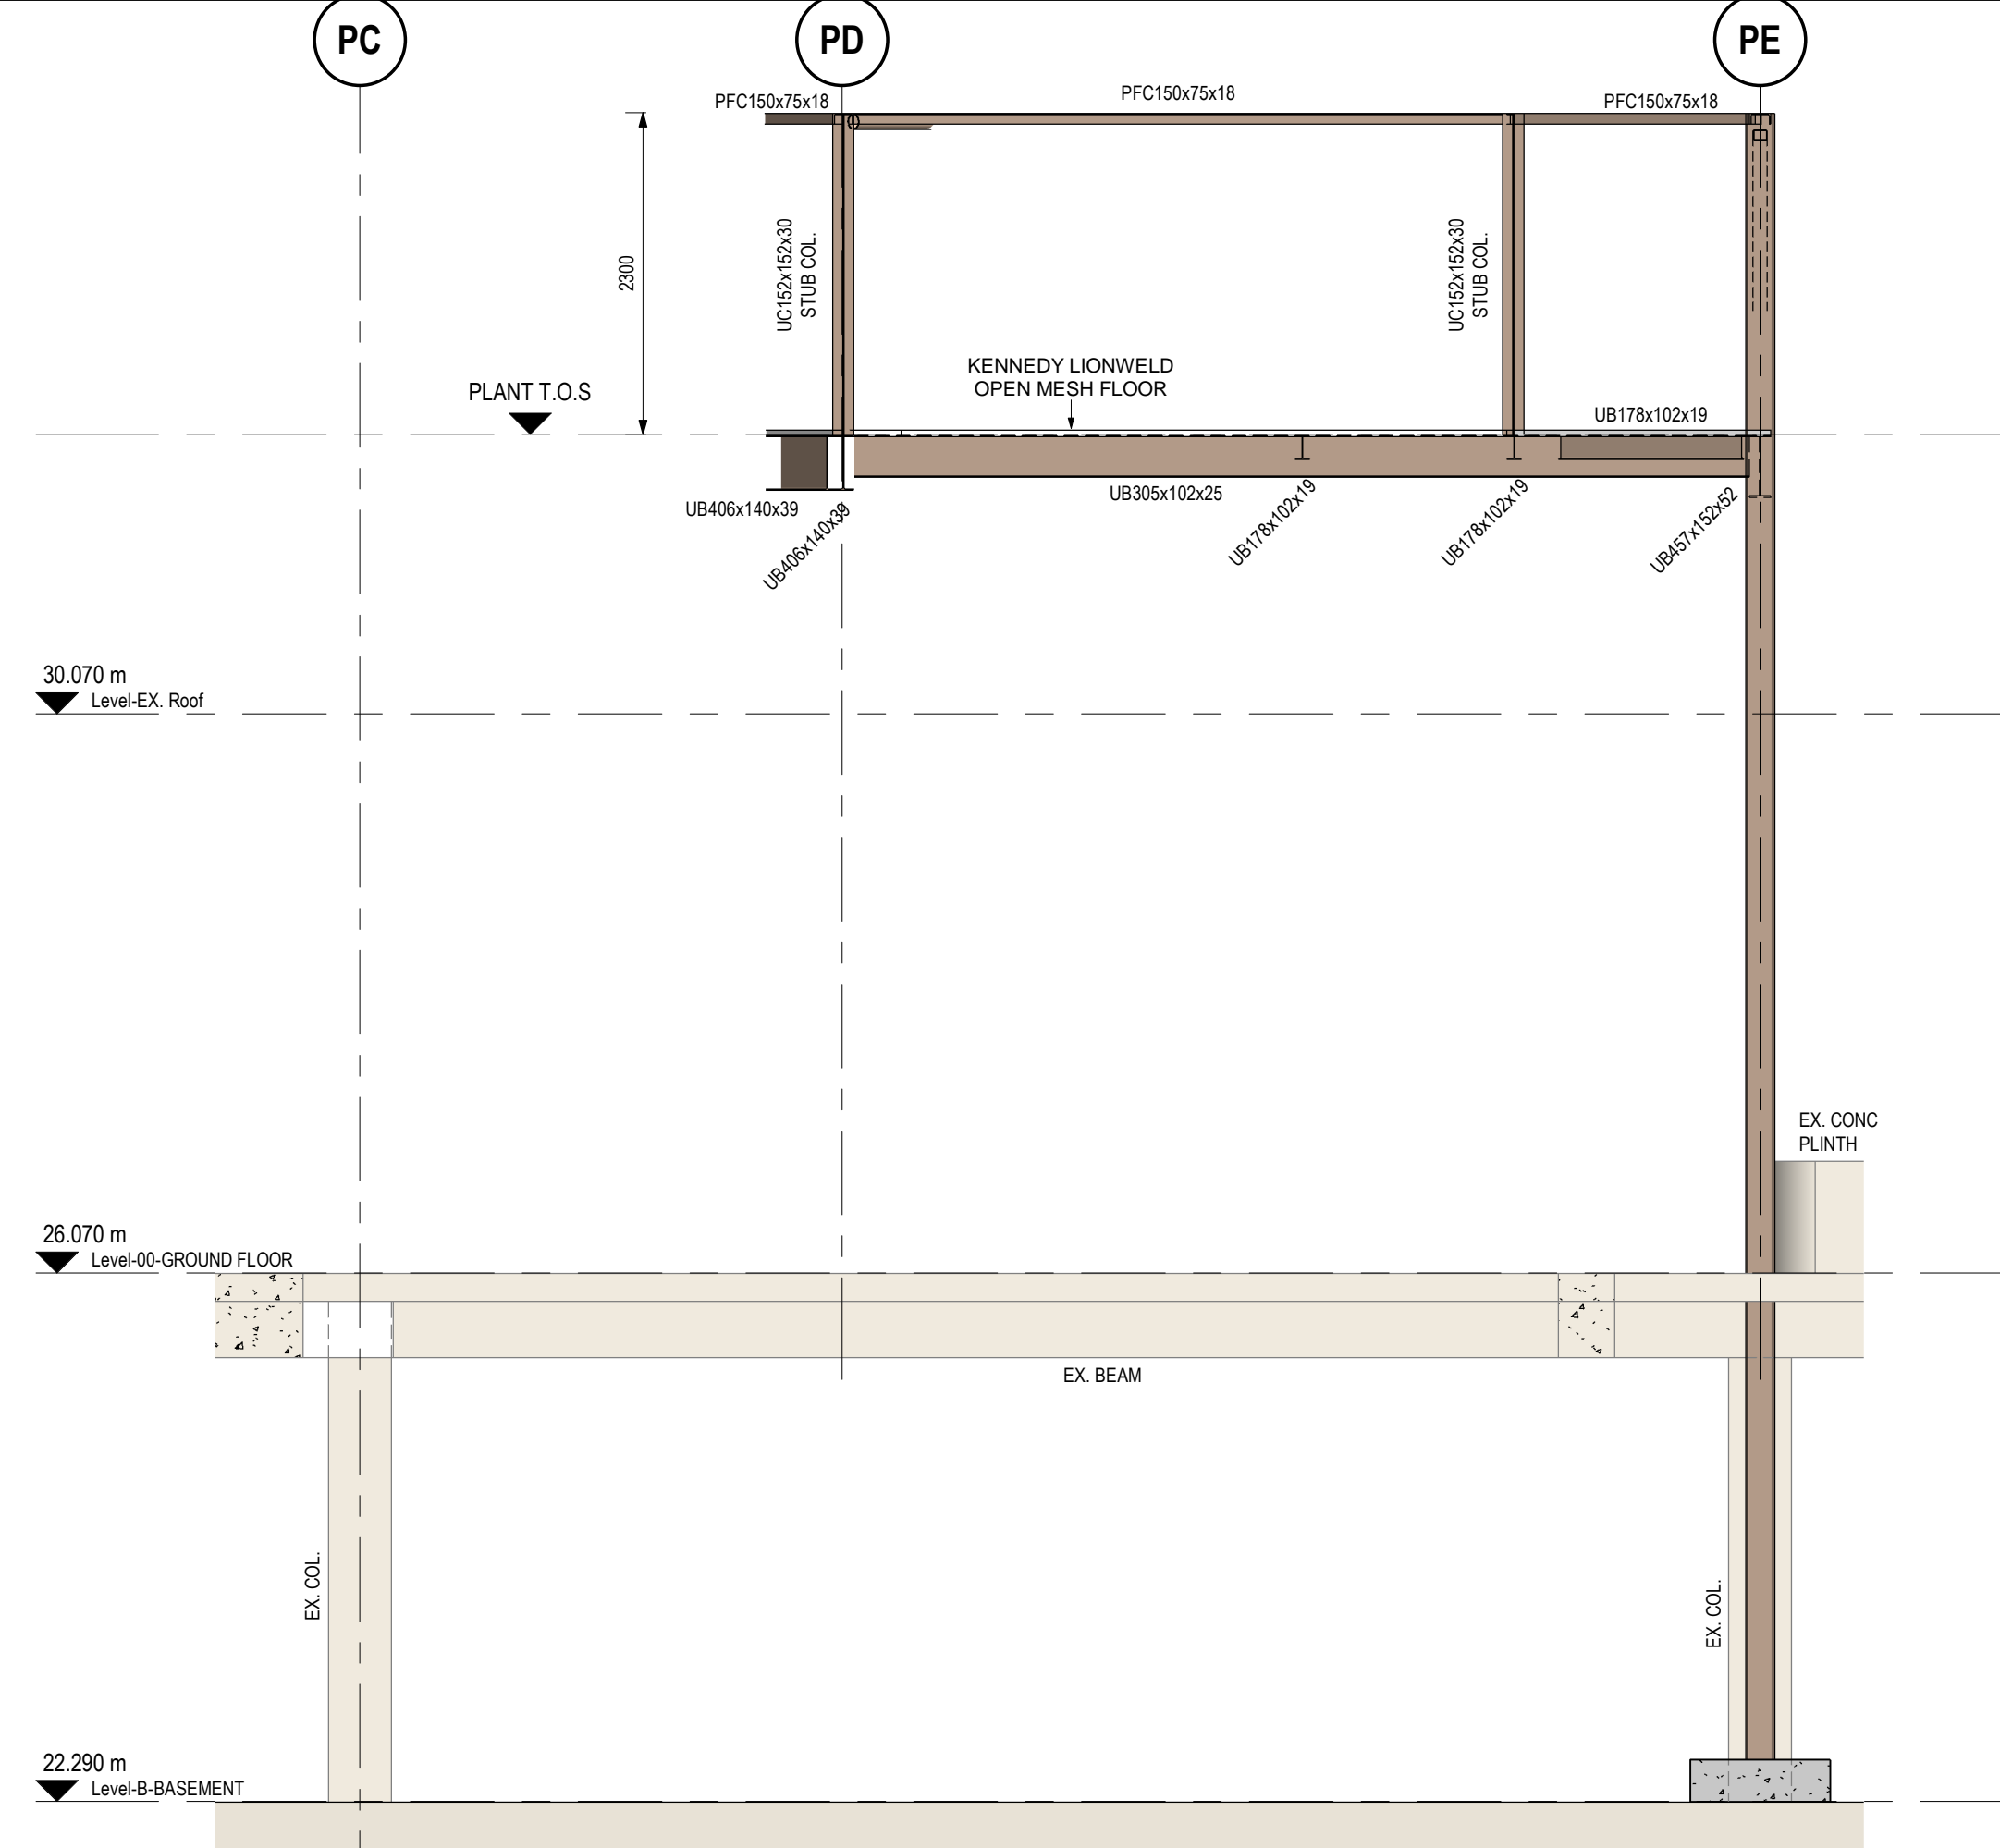 PC
PD
PE
PFC150x75x18
PFC150x75x18
PFC150x75x18
2300
UC152x152x30
STUB COL.
UC152x152x30
STUB COL.
KENNEDY LIONWELD
OPEN MESH FLOOR
PLANT T.O.S
UB178x102x19
UB406x140x39
UB406x140x39
UB305x102x25
UB178x102x19
UB178x102x19
UB457x152x52
30.070 m
Level-EX. Roof
EX. CONC
PLINTH
26.070 m
Level-00-GROUND FLOOR
EX. BEAM
EX. COL.
EX. COL.
22.290 m
Level-B-BASEMENT